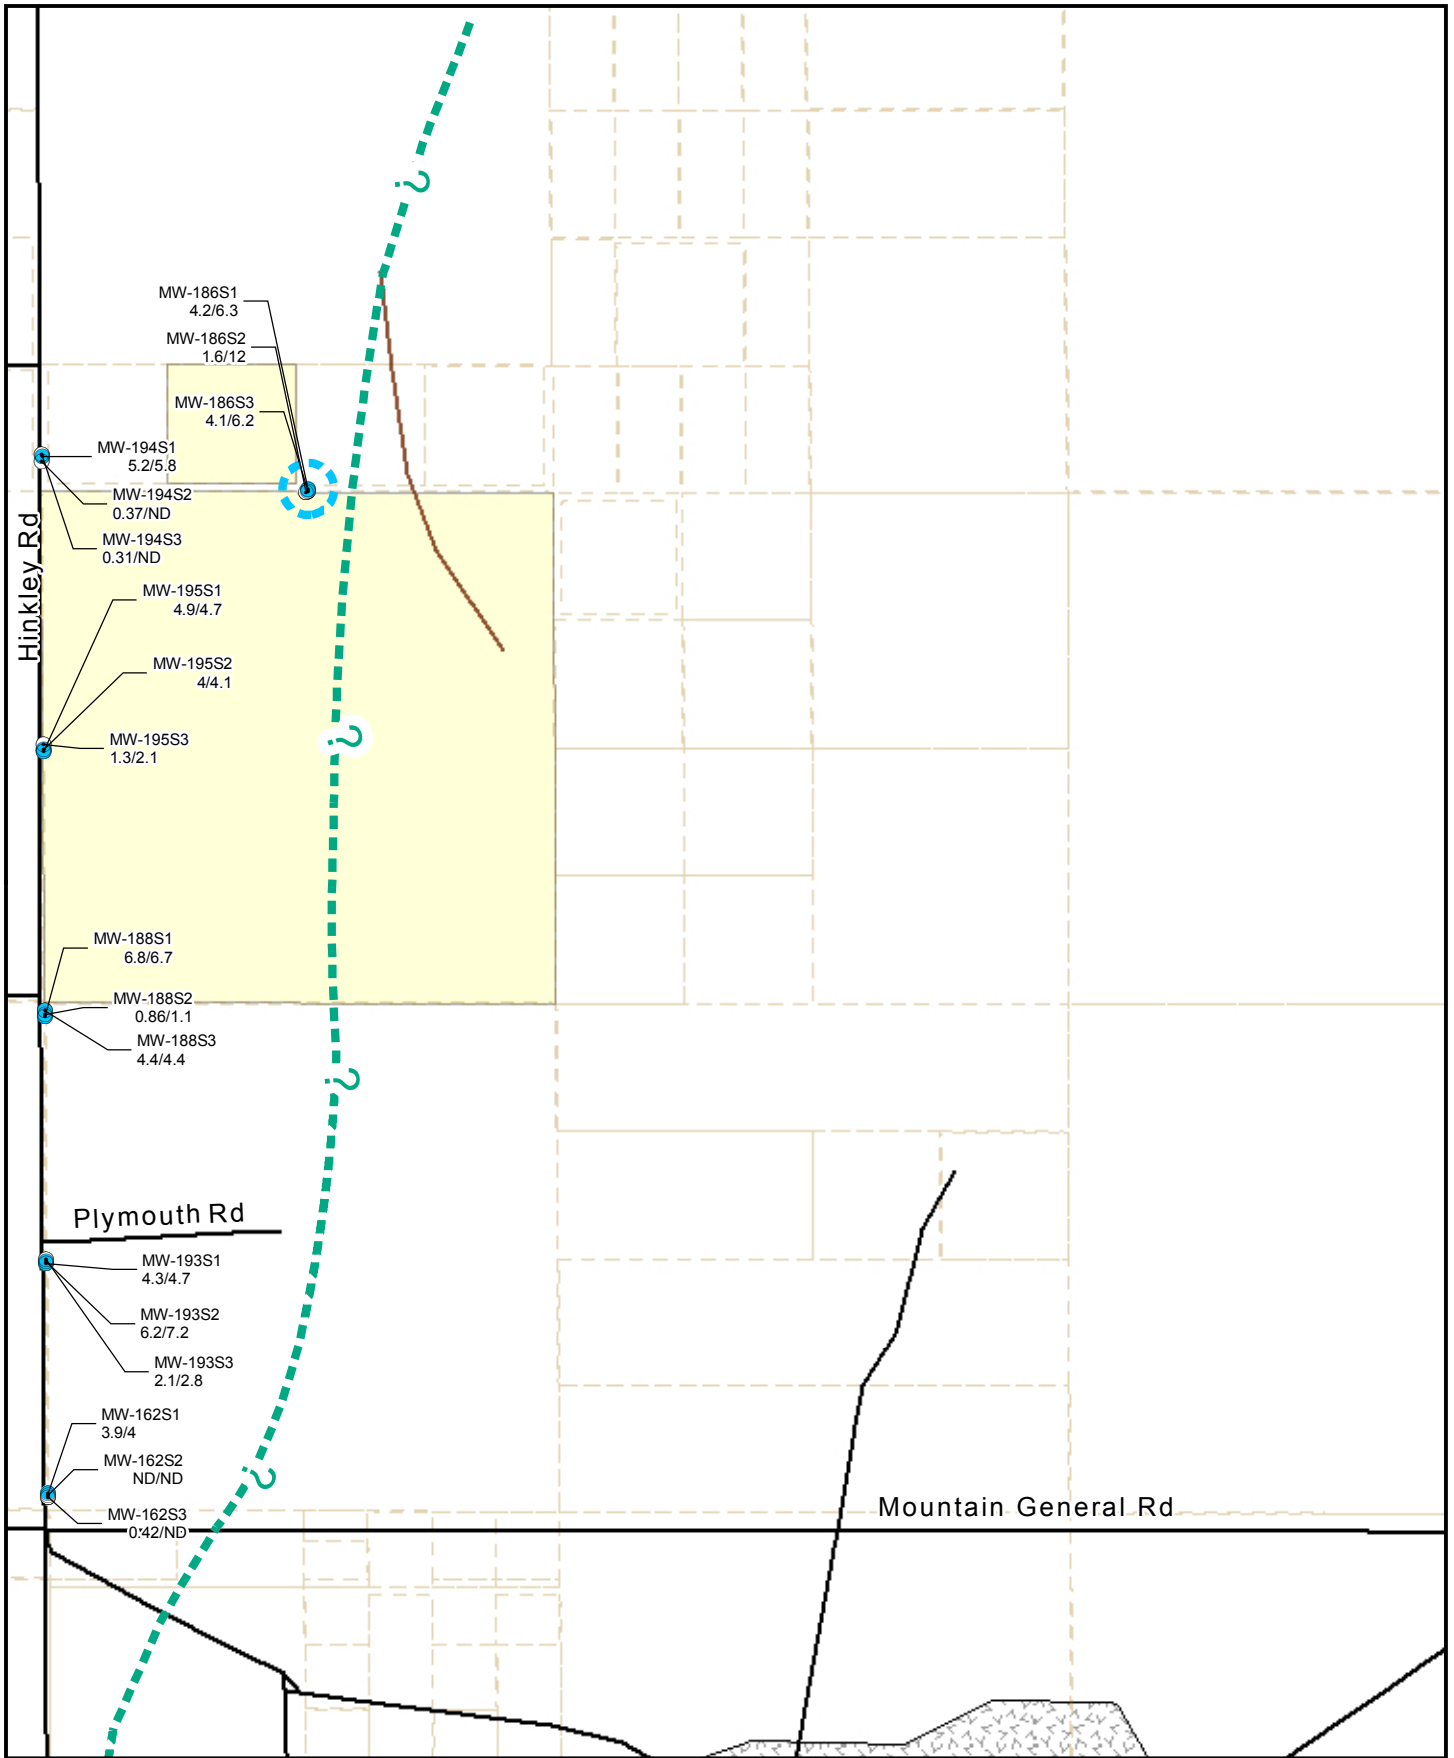 ?
MW-186S1
4.2/6.3
MW-186S2
1.6/12
MW-186S3
4.1/6.2
MW-194S1
5.2/5.8
MW-194S2
0.37/ND
MW-194S3
0.31/ND
Hinkley Rd
MW-195S1
4.9/4.7
MW-195S2
4/4.1
?
MW-195S3
1.3/2.1
MW-188S1
6.8/6.7
MW-188S2
0.86/1.1
MW-188S3
4.4/4.4
?
Plymouth Rd
MW-193S1
4.3/4.7
MW-193S2
6.2/7.2
MW-193S3
2.1/2.8
MW-162S1
3.9/4
MW-162S2
ND/ND
?
MW-162S3
0.42/ND
Mountain General Rd